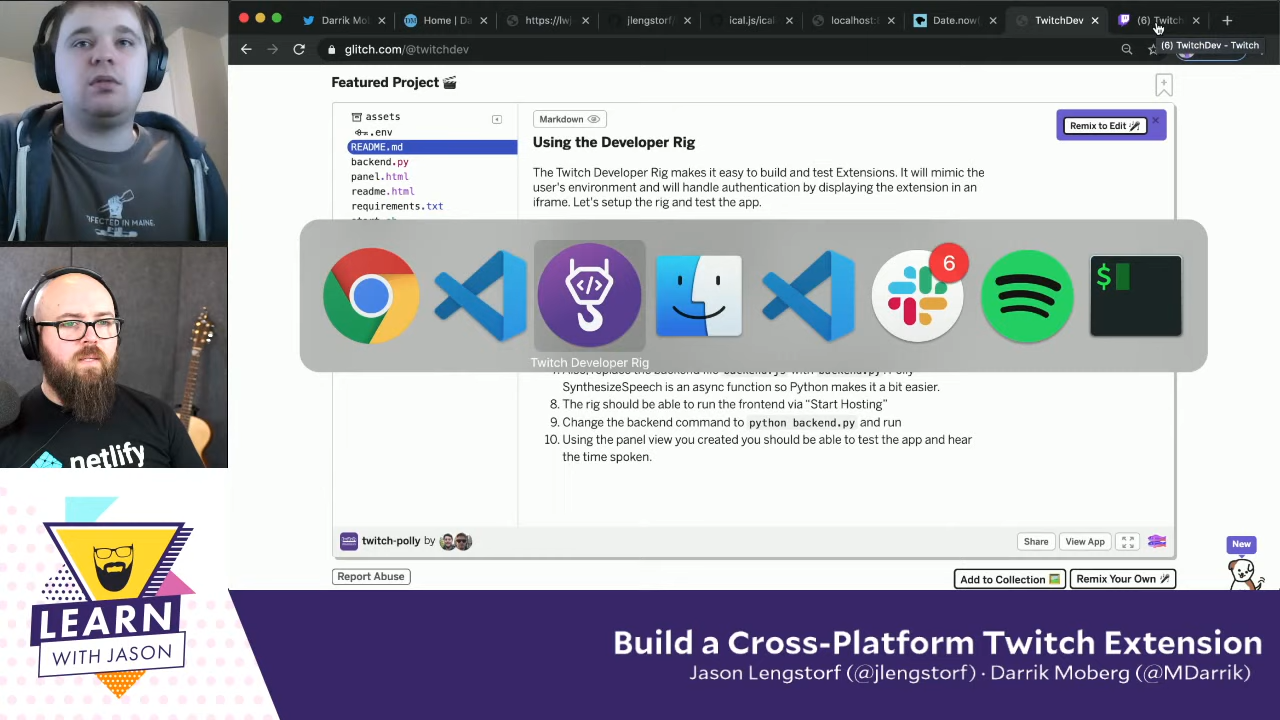 Darrik Mob
Home | Da
https://lwj
jlengstorf/
ical.js/ical
localhost:8
Date.now(
TwitchDev
(6) Twitch
glitch.com/@twitchdev
(6) TwitchDev - Twitch
Featured Project
assets
.env
README.md
backend.py
panel.html
readme.html
requirements.txt
Markdown
Remix to Edit
Using the Developer Rig
The Twitch Developer Rig makes it easy to build and test Extensions. It will mimic the
user's environment and will handle authentication by displaying the extension in an
iframe. Let's setup the rig and test the app.
6
$
Twitch Developer Rig
SynthesizeSpeech is an async function so Python makes it a bit easier.
8. The rig should be able to run the frontend via “Start Hosting”
9. Change the backend command to python backend.py and run
10. Using the panel view you created you should be able to test the app and hear
the time spoken.
twitch-polly by
Share
View App
New
Report Abuse
Add to Collection
Remix Your Own
netlify
LEARN
WITH JASON
Build a Cross-Platform Twitch Extension
Jason Lengstorf (@jlengstorf) · Darrik Moberg (@MDarrik)